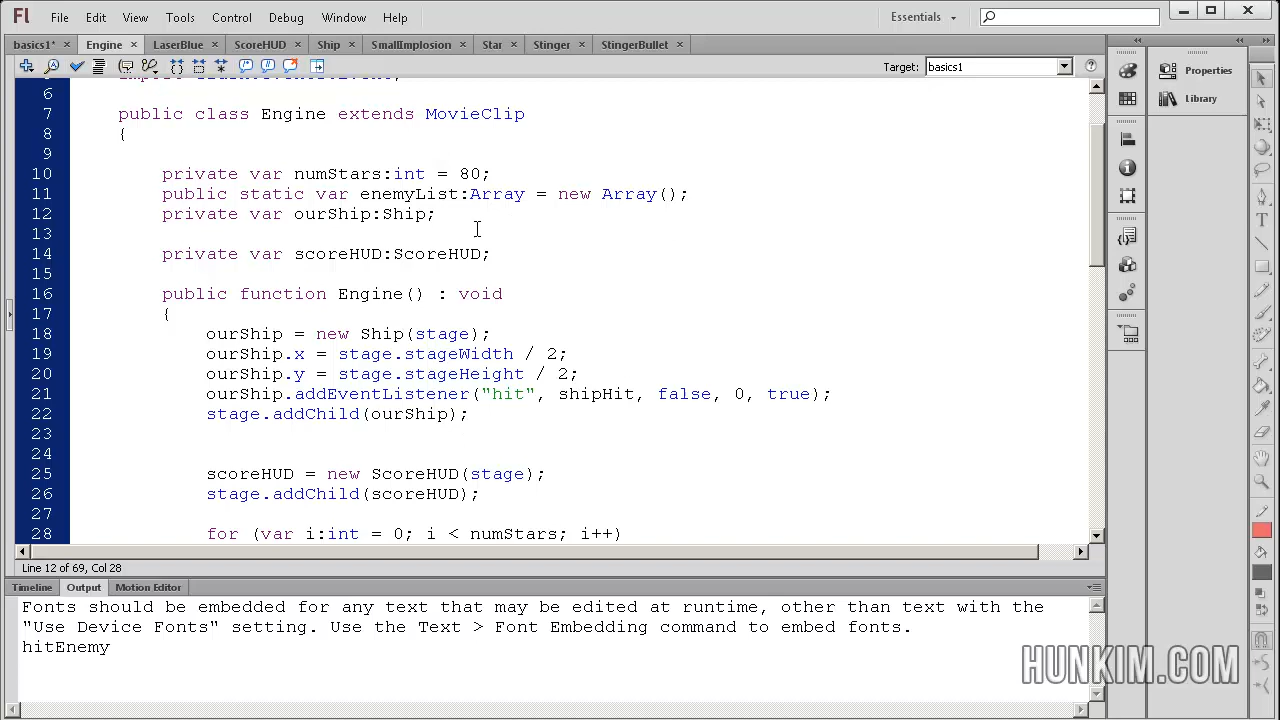 Fl File Edit View Tools Control Debug Window Help Essentials
basics1* × Engine × LaserBlue × ScoreHUD × Ship × SmallImplosion × Star × Stinger × StingerBullet ×
Target: basics1
Properties
Library
6
7 public class Engine extends MovieClip
8 {
9
10 private var numStars:int = 80;
11 public static var enemyList:Array = new Array();
12 private var ourShip:Ship;
13
14 private var scoreHUD:ScoreHUD;
15
16 public function Engine() : void
17 {
18 ourShip = new Ship(stage);
19 ourShip.x = stage.stageWidth / 2;
20 ourShip.y = stage.stageHeight / 2;
21 ourShip.addEventListener("hit", shipHit, false, 0, true);
22 stage.addChild(ourShip);
23
24
25 scoreHUD = new ScoreHUD(stage);
26 stage.addChild(scoreHUD);
27
28 for (var i:int = 0; i < numStars; i++)
Line 12 of 69, Col 28
Timeline Output Motion Editor
Fonts should be embedded for any text that may be edited at runtime, other than text with the
"Use Device Fonts" setting. Use the Text > Font Embedding command to embed fonts.
hitEnemy
HUNKIM.COM